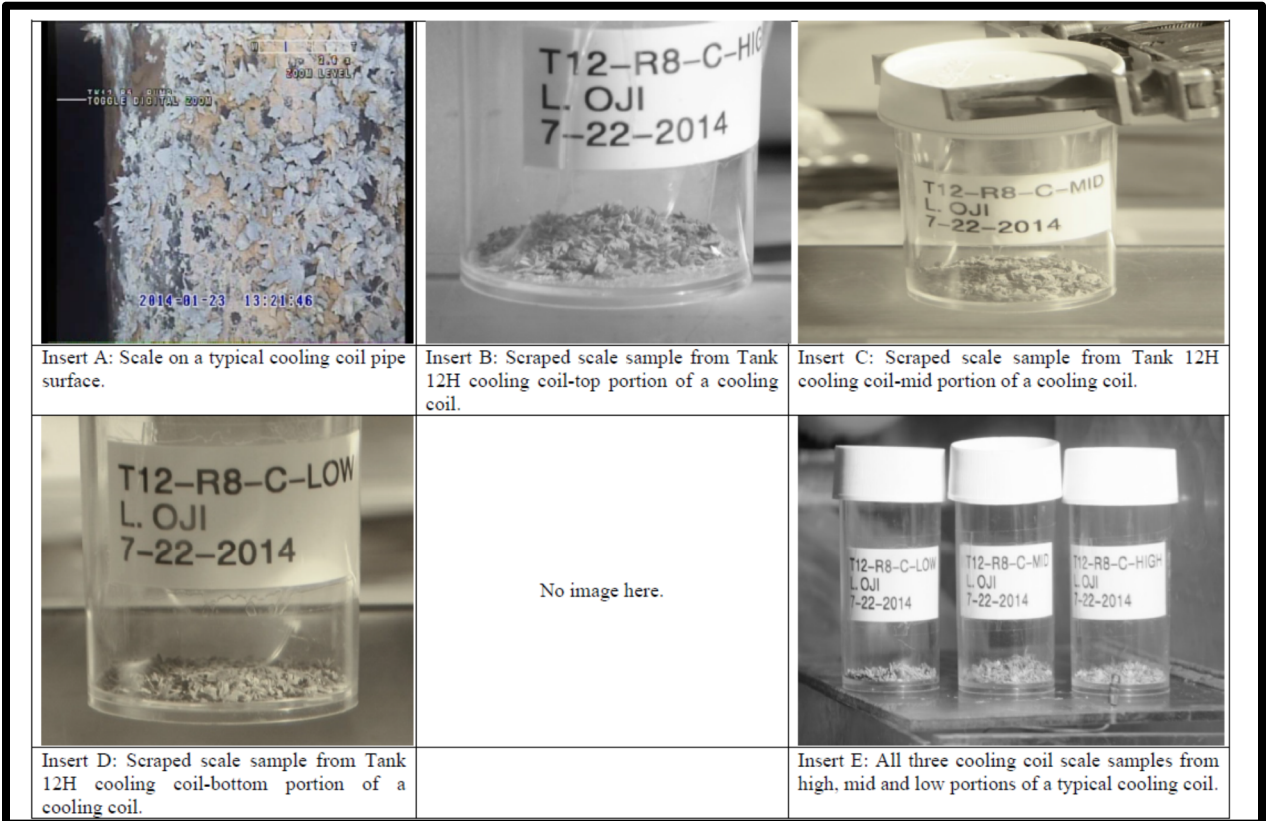 ZOOM LEVEL
TOGGLE DIGITAL ZOOM
2014-01-23 13:21:46
T12-R8-C-HIG
L. OJI
7-22-2014
T12-R8-C-MID
L. OJI
7-22-2014
Insert A: Scale on a typical cooling coil pipe
surface.
Insert B: Scraped scale sample from Tank
12H cooling coil-top portion of a cooling
coil.
Insert C: Scraped scale sample from Tank 12H
cooling coil-mid portion of a cooling coil.
T12-R8-C-LOW
L. OJI
7-22-2014
No image here.
T12-R8-C-LOW
L. OJI
7-22-2014
T12-R8-C-MID
L. OJI
7-22-2014
T12-R8-C-HIGH
L. OJI
7-22-2014
Insert D: Scraped scale sample from Tank
12H cooling coil-bottom portion of a
cooling coil.
Insert E: All three cooling coil scale samples from
high, mid and low portions of a typical cooling coil.